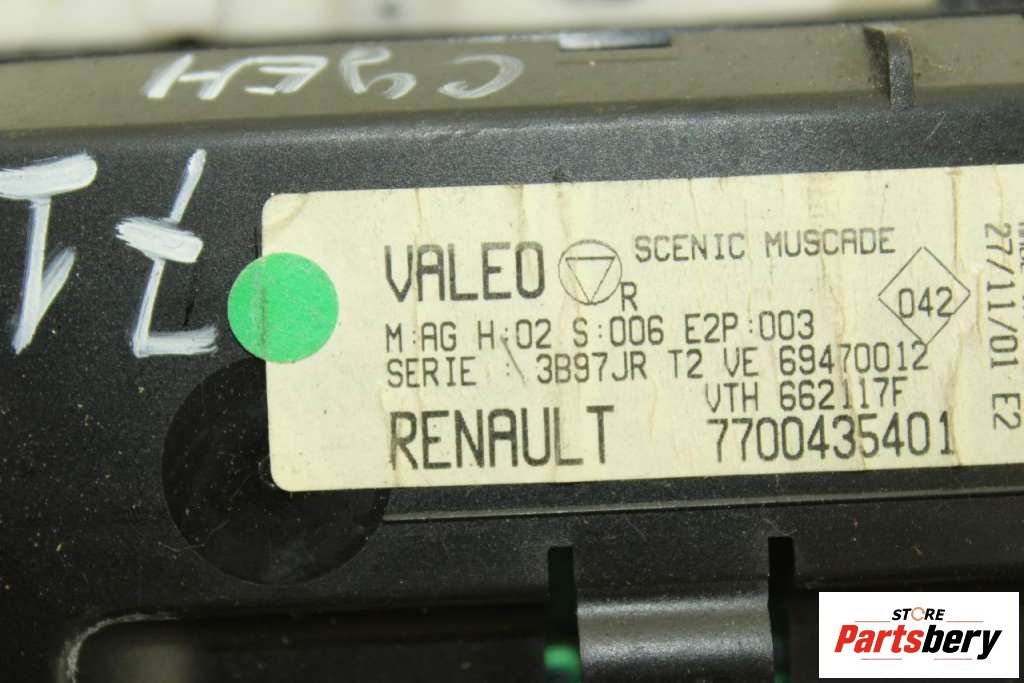 VALEO R SCENIC MUSCADE
M:AG H:02 S:006 E2P:003
042
SERIE : 3B97JR T2 VE 69470012
VTH 662117F
RENAULT 7700435401
27/11/01 E2
STORE
Partsbery